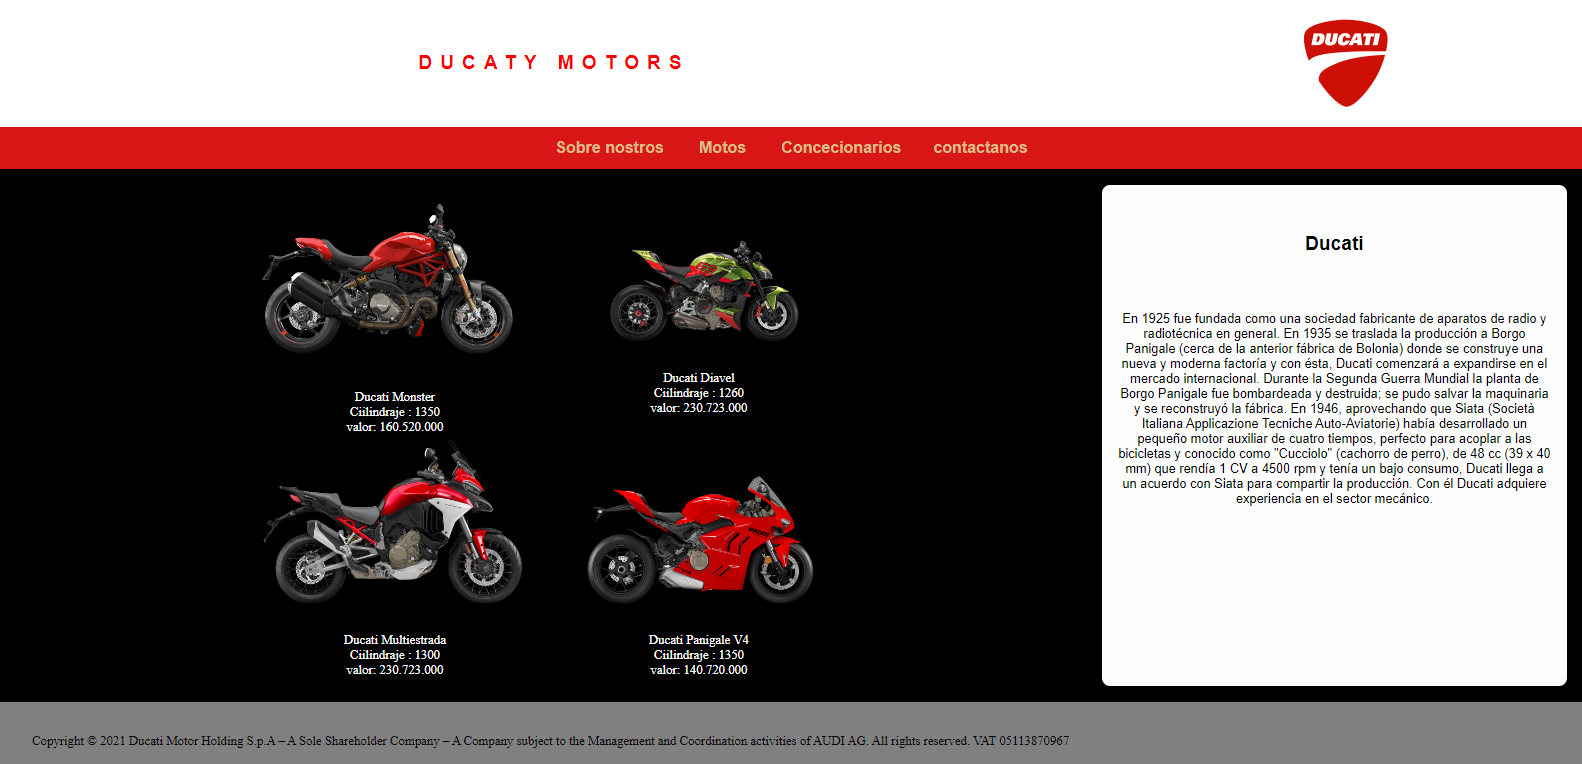 DUCATY MOTORS
DUCATI
Sobre nostros Motos Concecionarios contactanos
Ducati Monster
Ciilindraje : 1350
valor: 160.520.000
Ducati Diavel
Ciilindraje : 1260
valor: 230.723.000
Ducati Multiestrada
Ciilindraje : 1300
valor: 230.723.000
Ducati Panigale V4
Ciilindraje : 1350
valor: 140.720.000
Ducati
En 1925 fue fundada como una sociedad fabricante de aparatos de radio y
radiotécnica en general. En 1935 se traslada la producción a Borgo
Panigale (cerca de la anterior fábrica de Bolonia) donde se construye una
nueva y moderna factoría y con ésta, Ducati comenzará a expandirse en el
mercado internacional. Durante la Segunda Guerra Mundial la planta de
Borgo Panigale fue bombardeada y destruida; se pudo salvar la maquinaria
y se reconstruyó la fábrica. En 1946, aprovechando que Siata (Società
Italiana Applicazione Tecniche Auto-Aviatorie) había desarrollado un
pequeño motor auxiliar de cuatro tiempos, perfecto para acoplar a las
bicicletas y conocido como "Cucciolo" (cachorro de perro), de 48 cc (39 x 40
mm) que rendía 1 CV a 4500 rpm y tenía un bajo consumo, Ducati llega a
un acuerdo con Siata para compartir la producción. Con él Ducati adquiere
experiencia en el sector mecánico.
Copyright © 2021 Ducati Motor Holding S.p.A – A Sole Shareholder Company – A Company subject to the Management and Coordination activities of AUDI AG. All rights reserved. VAT 05113870967